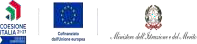 COESIONE
ITALIA 21-27
Cofinanziato
dall'Unione europea
Ministero dell'Istruzione e del Merito